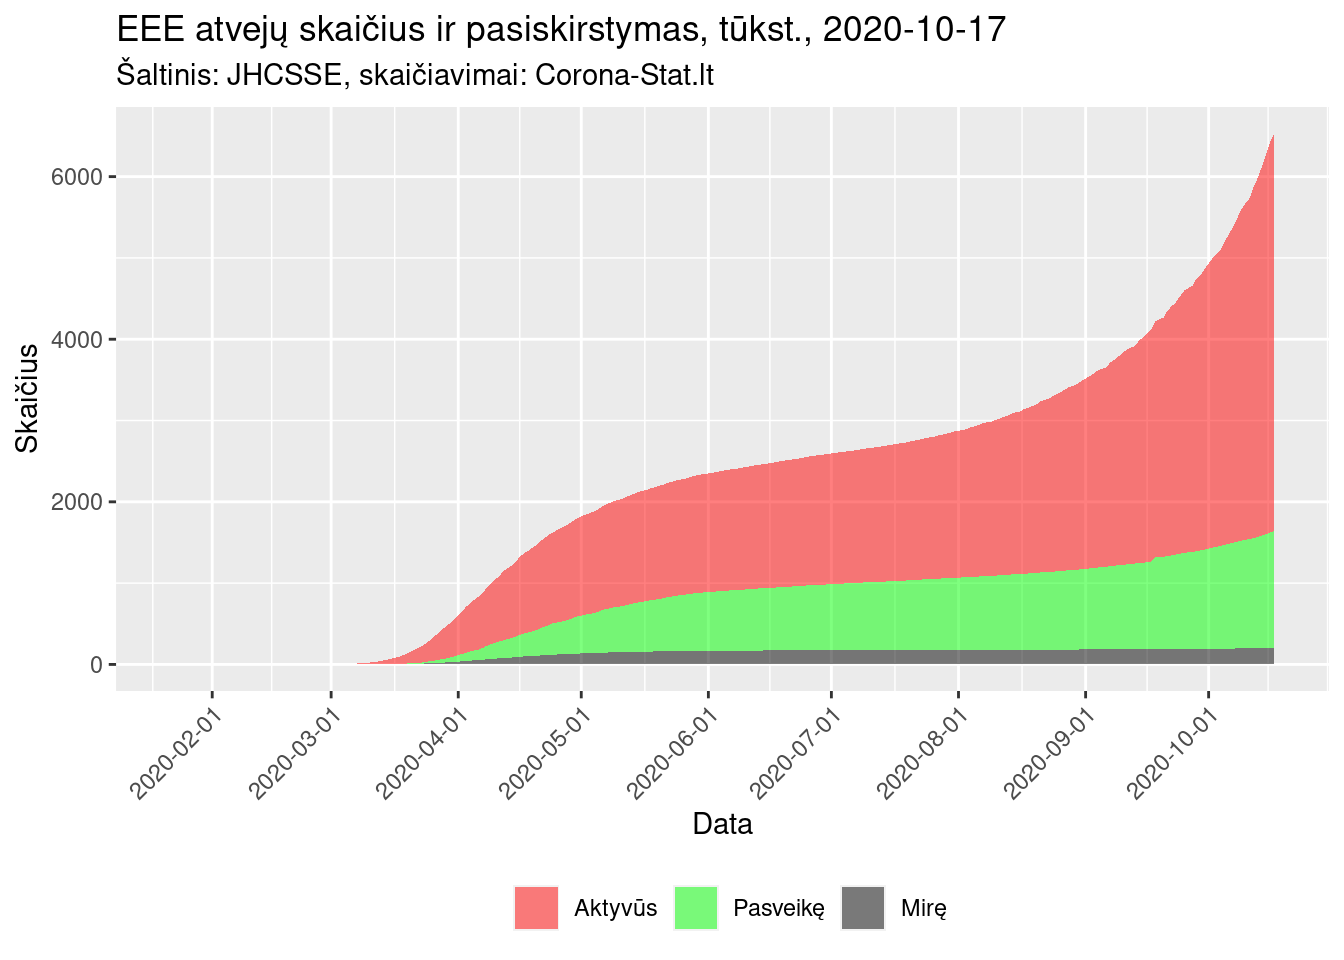 EEE atvejų skaičius ir pasiskirstymas, tūkst., 2020-10-17
Šaltinis: JHCSSE, skaičiavimai: Corona-Stat.lt
Skaičius
6000
4000
2000
0
2020-02-01
2020-03-01
2020-04-01
2020-05-01
2020-06-01
2020-07-01
2020-08-01
2020-09-01
2020-10-01
Data
Aktyvūs
Pasveikę
Mirę